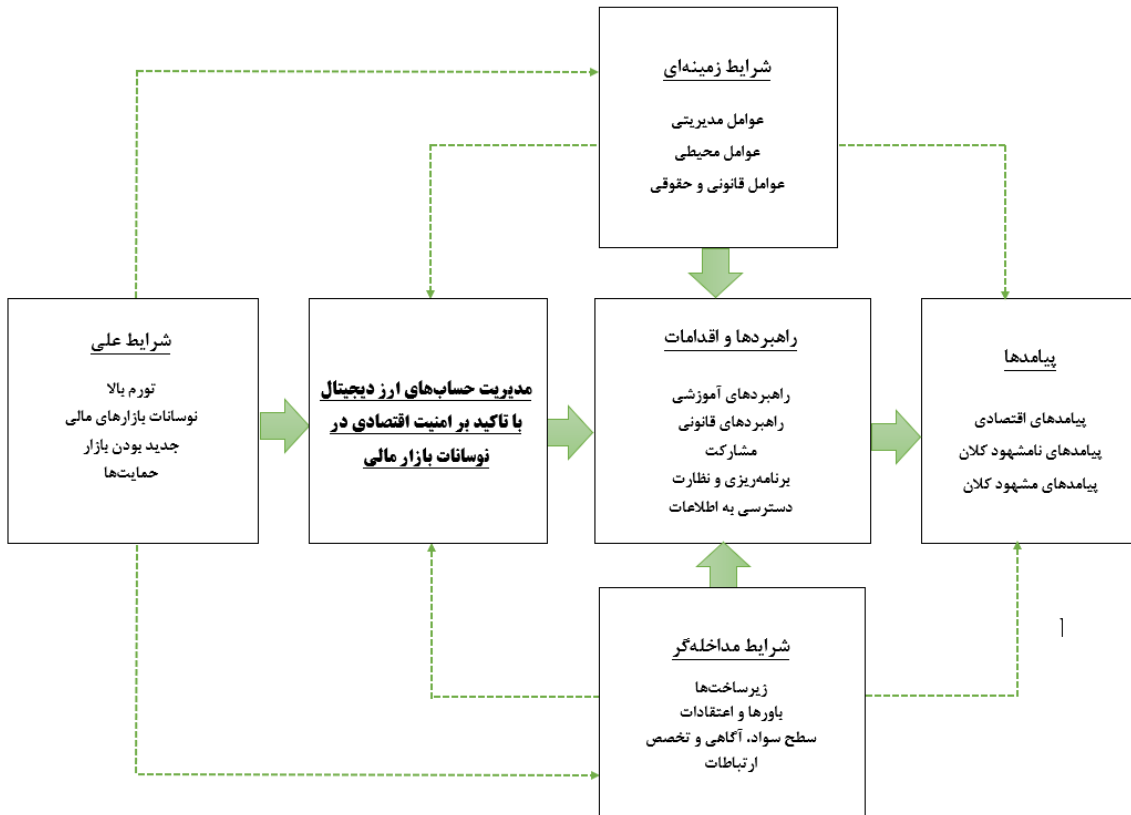 شرایط زمینه‌ای
عوامل مدیریتی
عوامل محیطی
عوامل قانونی و حقوقی
شرایط علی
تورم بالا
نوسانات بازارهای مالی
جدید بودن بازار
حمایت‌ها
مدیریت حساب‌های ارز دیجیتال
با تاکید بر امنیت اقتصادی در
نوسانات بازار مالی
راهبردها و اقدامات
راهبردهای آموزشی
راهبردهای قانونی
مشارکت
برنامه‌ریزی و نظارت
دسترسی به اطلاعات
پیامدها
پیامدهای اقتصادی
پیامدهای نامشهود کلان
پیامدهای مشهود کلان
شرایط مداخله‌گر
زیرساخت‌ها
باورها و اعتقادات
سطح سواد، آگاهی و تخصص
ارتباطات